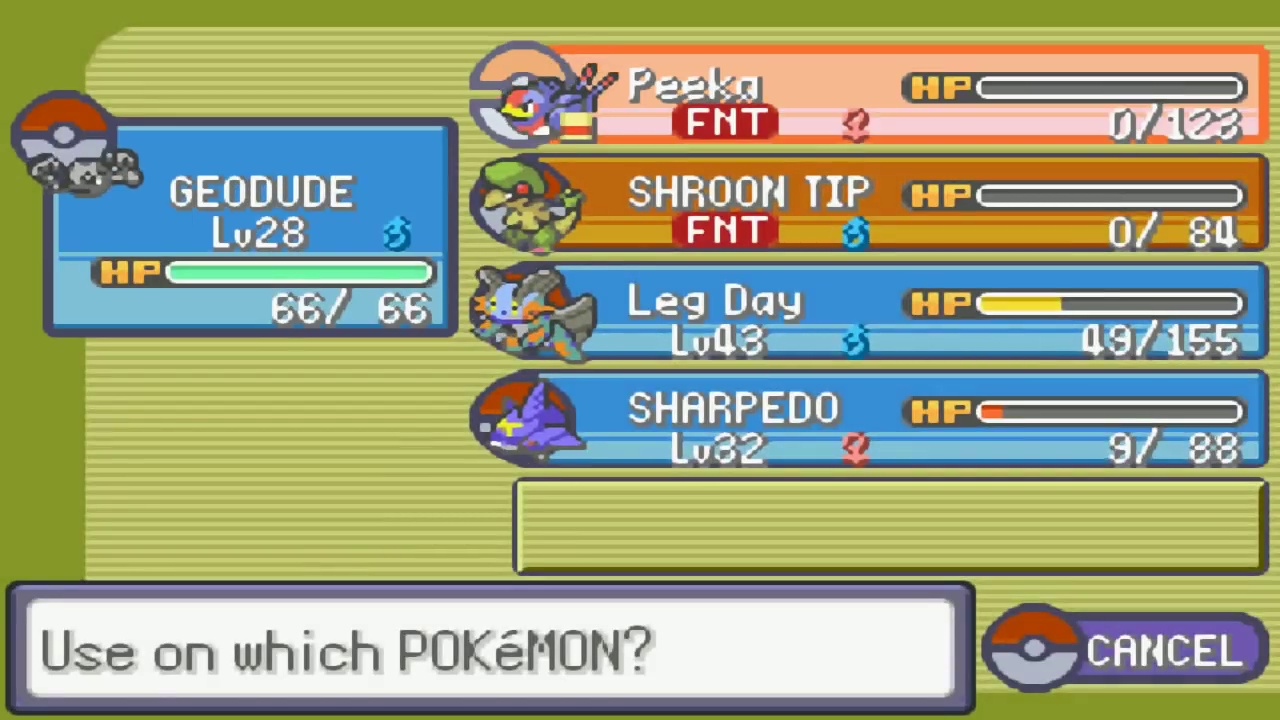 GEODUDE
Lv28 ♂
HP
66/ 66
Peeka HP
FNT ♀ 0/123
SHROON TIP HP
FNT ♂ 0/ 84
Leg Day HP
Lv43 ♂ 49/155
SHARPEDO HP
Lv32 ♀ 9/ 88
Use on which POKéMON?
CANCEL